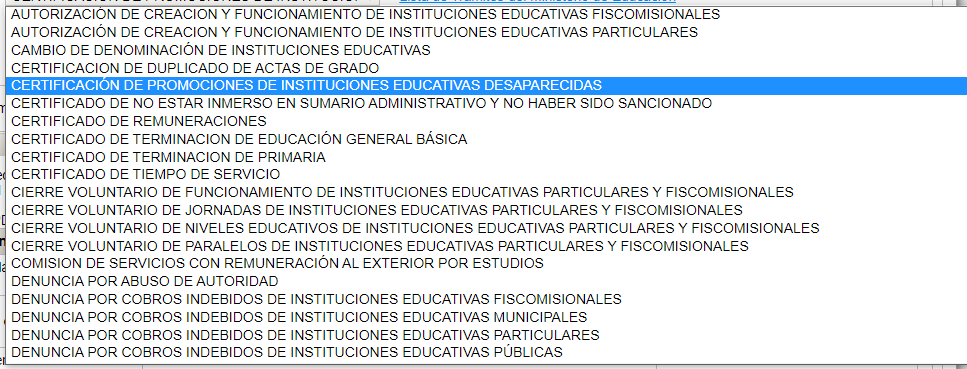 Lista de Trámites del Ministerio de Educación
AUTORIZACIÓN DE CREACION Y FUNCIONAMIENTO DE INSTITUCIONES EDUCATIVAS FISCOMISIONALES
AUTORIZACIÓN DE CREACION Y FUNCIONAMIENTO DE INSTITUCIONES EDUCATIVAS PARTICULARES
CAMBIO DE DENOMINACIÓN DE INSTITUCIONES EDUCATIVAS
CERTIFICACION DE DUPLICADO DE ACTAS DE GRADO
CERTIFICACIÓN DE PROMOCIONES DE INSTITUCIONES EDUCATIVAS DESAPARECIDAS
CERTIFICADO DE NO ESTAR INMERSO EN SUMARIO ADMINISTRATIVO Y NO HABER SIDO SANCIONADO
CERTIFICADO DE REMUNERACIONES
CERTIFICADO DE TERMINACION DE EDUCACIÓN GENERAL BÁSICA
CERTIFICADO DE TERMINACION DE PRIMARIA
CERTIFICADO DE TIEMPO DE SERVICIO
CIERRE VOLUNTARIO DE FUNCIONAMIENTO DE INSTITUCIONES EDUCATIVAS PARTICULARES Y FISCOMISIONALES
CIERRE VOLUNTARIO DE JORNADAS DE INSTITUCIONES EDUCATIVAS PARTICULARES Y FISCOMISIONALES
CIERRE VOLUNTARIO DE NIVELES EDUCATIVOS DE INSTITUCIONES EDUCATIVAS PARTICULARES Y FISCOMISIONALES
CIERRE VOLUNTARIO DE PARALELOS DE INSTITUCIONES EDUCATIVAS PARTICULARES Y FISCOMISIONALES
COMISION DE SERVICIOS CON REMUNERACIÓN AL EXTERIOR POR ESTUDIOS
DENUNCIA POR ABUSO DE AUTORIDAD
DENUNCIA POR COBROS INDEBIDOS DE INSTITUCIONES EDUCATIVAS FISCOMISIONALES
DENUNCIA POR COBROS INDEBIDOS DE INSTITUCIONES EDUCATIVAS MUNICIPALES
DENUNCIA POR COBROS INDEBIDOS DE INSTITUCIONES EDUCATIVAS PARTICULARES
DENUNCIA POR COBROS INDEBIDOS DE INSTITUCIONES EDUCATIVAS PÚBLICAS